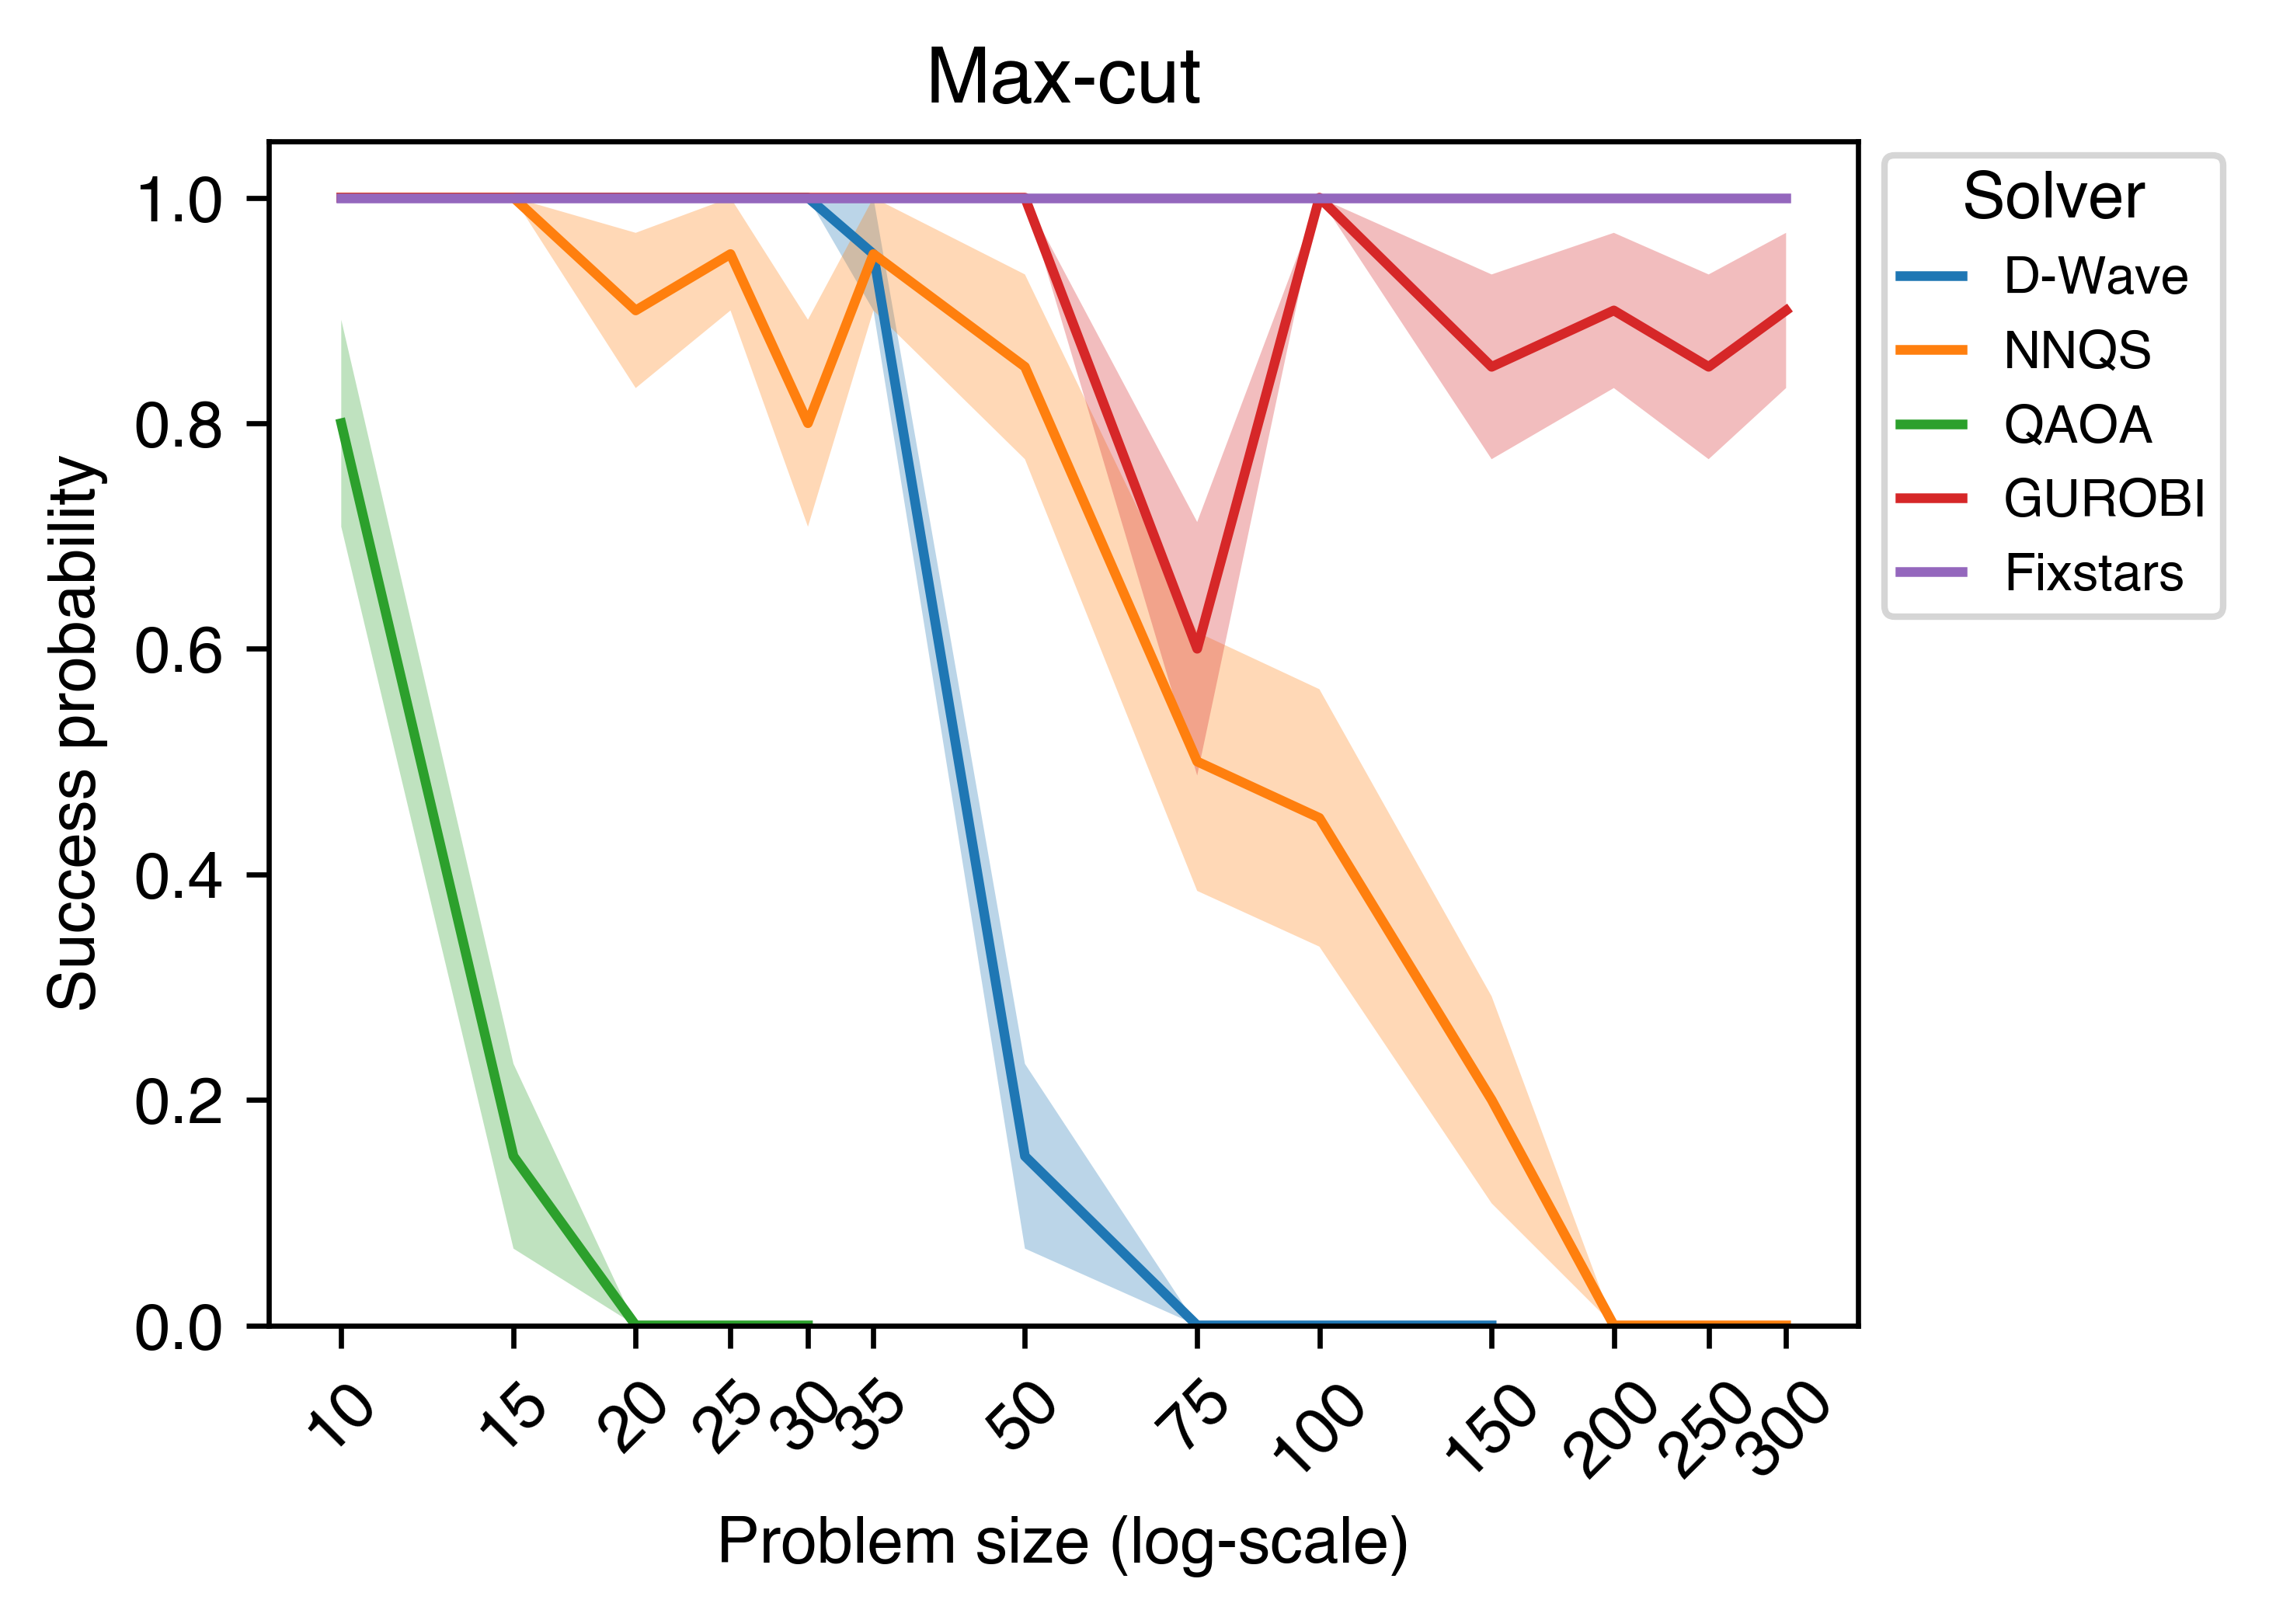 Max-cut
Success probability
1.0
0.8
0.6
0.4
0.2
0.0
10 15 20 25 30 35 50 75 100 150 200 250 300
Problem size (log-scale)
Solver
D-Wave
NNQS
QAOA
GUROBI
Fixstars